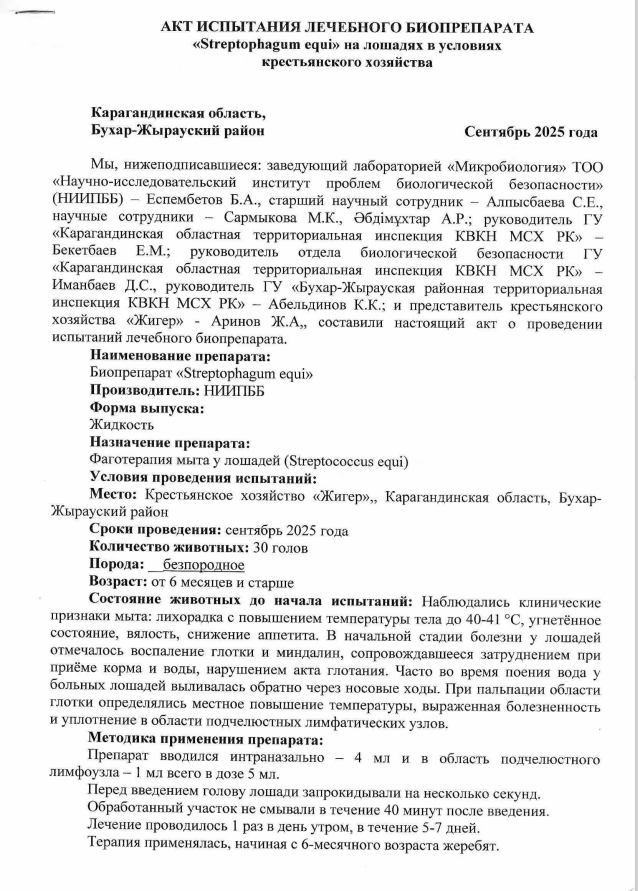 АКТ ИСПЫТАНИЯ ЛЕЧЕБНОГО БИОПРЕПАРАТА
«Streptophagum equi» на лошадях в условиях
крестьянского хозяйства
Карагандинская область,
Бухар-Жырауский район Сентябрь 2025 года
Мы, нижеподписавшиеся: заведующий лабораторией «Микробиология» ТОО
«Научно-исследовательский институт проблем биологической безопасности»
(НИИПББ) – Еспембетов Б.А., старший научный сотрудник – Алпысбаева С.Е.,
научные сотрудники – Сармыкова М.К., Әбдімұхтар А.Р.; руководитель ГУ
«Карагандинская областная территориальная инспекция КВКН МСХ РК» –
Бекетбаев Е.М.; руководитель отдела биологической безопасности ГУ
«Карагандинская областная территориальная инспекция КВКН МСХ РК» –
Иманбаев Д.С., руководитель ГУ «Бухар-Жырауская районная территориальная
инспекция КВКН МСХ РК» – Абельдинов К.К.; и представитель крестьянского
хозяйства «Жигер» - Аринов Ж.А,, составили настоящий акт о проведении
испытаний лечебного биопрепарата.
Наименование препарата:
Биопрепарат «Streptophagum equi»
Производитель: НИИПББ
Форма выпуска:
Жидкость
Назначение препарата:
Фаготерапия мыта у лошадей (Streptococcus equi)
Условия проведения испытаний:
Место: Крестьянское хозяйство «Жигер»,, Карагандинская область, Бухар-
Жырауский район
Сроки проведения: сентябрь 2025 года
Количество животных: 30 голов
Порода: __безпородное
Возраст: от 6 месяцев и старше
Состояние животных до начала испытаний: Наблюдались клинические
признаки мыта: лихорадка с повышением температуры тела до 40-41 °С, угнетённое
состояние, вялость, снижение аппетита. В начальной стадии болезни у лошадей
отмечалось воспаление глотки и миндалин, сопровождавшееся затруднением при
приёме корма и воды, нарушением акта глотания. Часто во время поения вода у
больных лошадей выливалась обратно через носовые ходы. При пальпации области
глотки определялись местное повышение температуры, выраженная болезненность
и уплотнение в области подчелюстных лимфатических узлов.
Методика применения препарата:
Препарат вводился интраназально – 4 мл и в область подчелюстного
лимфоузла – 1 мл всего в дозе 5 мл.
Перед введением голову лошади запрокидывали на несколько секунд.
Обработанный участок не смывали в течение 40 минут после введения.
Лечение проводилось 1 раз в день утром, в течение 5-7 дней.
Терапия применялась, начиная с 6-месячного возраста жеребят.